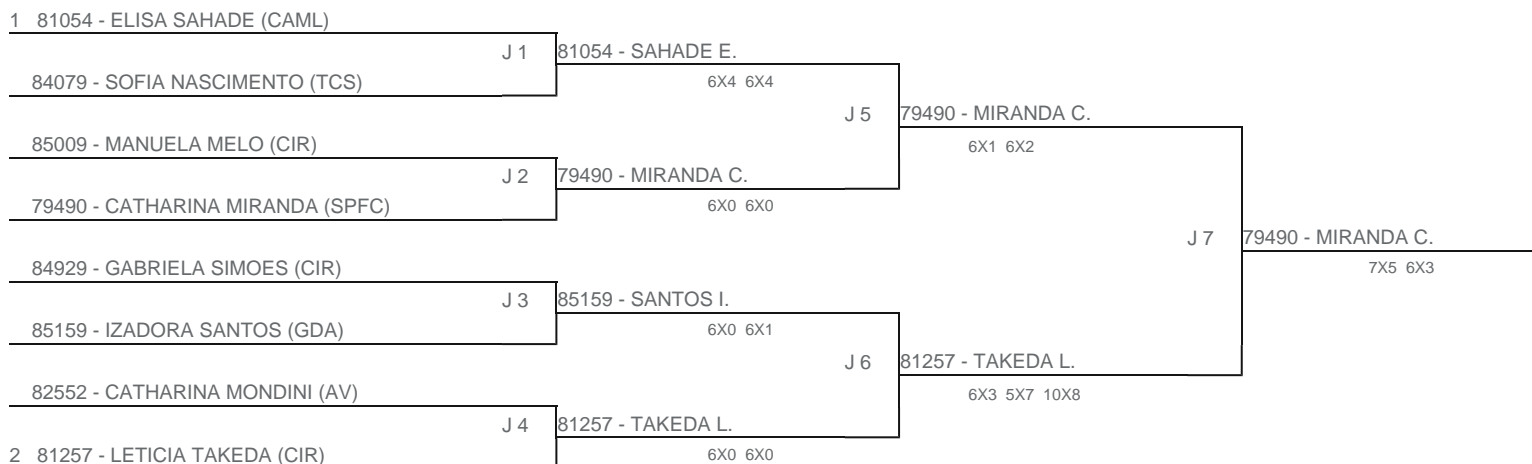 1 81054 - ELISA SAHADE (CAML)
J 1
81054 - SAHADE E.
84079 - SOFIA NASCIMENTO (TCS)
6X4 6X4
J 5
79490 - MIRANDA C.
85009 - MANUELA MELO (CIR)
6X1 6X2
J 2
79490 - MIRANDA C.
79490 - CATHARINA MIRANDA (SPFC)
6X0 6X0
J 7
79490 - MIRANDA C.
84929 - GABRIELA SIMOES (CIR)
7X5 6X3
J 3
85159 - SANTOS I.
85159 - IZADORA SANTOS (GDA)
6X0 6X1
J 6
81257 - TAKEDA L.
82552 - CATHARINA MONDINI (AV)
6X3 5X7 10X8
J 4
81257 - TAKEDA L.
2 81257 - LETICIA TAKEDA (CIR)
6X0 6X0